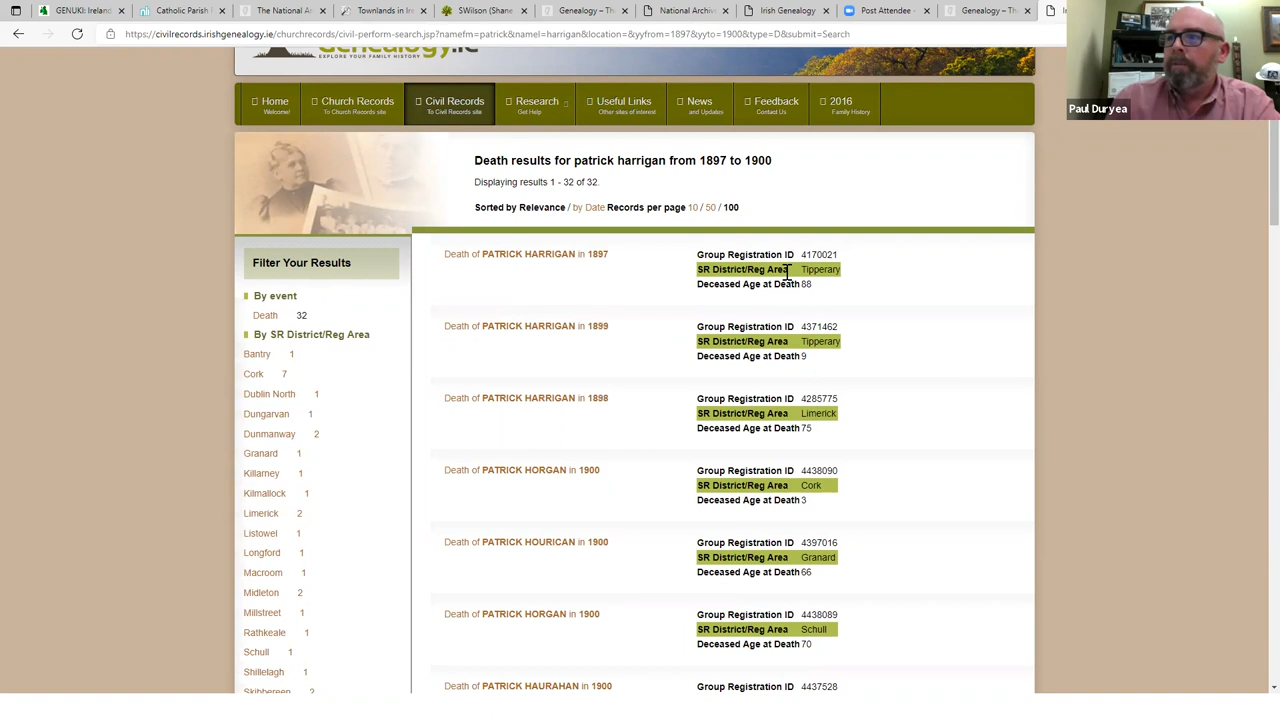 GENUKI: Ireland
Catholic Parish
The National Ar
Townlands in Ire
SWilson (Shane
Genealogy – The
National Archive
Irish Genealogy
Post Attendee -
Genealogy – The
https://civilrecords.irishgenealogy.ie/churchrecords/civil-perform-search.jsp?namefm=patrick&namel=harrigan&location=&yyfrom=1897&yyto=1900&type=D&submit=Search
Paul Duryea
Genealogy.ie
EXPLORE YOUR FAMILY HISTORY
Home
Welcome!
Church Records
To Church Records site
Civil Records
To Civil Records site
Research
Get Help
Useful Links
Other sites of interest
News
and Updates
Feedback
Contact Us
2016
Family History
Death results for patrick harrigan from 1897 to 1900
Displaying results 1 - 32 of 32.
Sorted by Relevance / by Date Records per page 10 / 50 / 100
Filter Your Results
By event
Death 32
By SR District/Reg Area
Bantry 1
Cork 7
Dublin North 1
Dungarvan 1
Dunmanway 2
Granard 1
Killarney 1
Kilmallock 1
Limerick 2
Listowel 1
Longford 1
Macroom 1
Midleton 2
Millstreet 1
Rathkeale 1
Schull 1
Shillelagh 1
Skibbereen 2
Death of PATRICK HARRIGAN in 1897
Group Registration ID 4170021
SR District/Reg Area Tipperary
Deceased Age at Death 88
Death of PATRICK HARRIGAN in 1899
Group Registration ID 4371462
SR District/Reg Area Tipperary
Deceased Age at Death 9
Death of PATRICK HARRIGAN in 1898
Group Registration ID 4285775
SR District/Reg Area Limerick
Deceased Age at Death 75
Death of PATRICK HORGAN in 1900
Group Registration ID 4438090
SR District/Reg Area Cork
Deceased Age at Death 3
Death of PATRICK HOURICAN in 1900
Group Registration ID 4397016
SR District/Reg Area Granard
Deceased Age at Death 66
Death of PATRICK HORGAN in 1900
Group Registration ID 4438089
SR District/Reg Area Schull
Deceased Age at Death 70
Death of PATRICK HAURAHAN in 1900
Group Registration ID 4437528